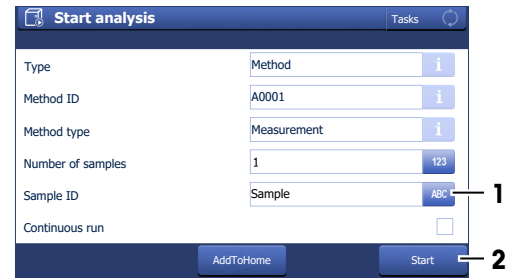 Start analysis Tasks
Type Method i
Method ID A0001 i
Method type Measurement i
Number of samples 1 123
Sample ID Sample ABC 1
Continuous run
AddToHome Start 2